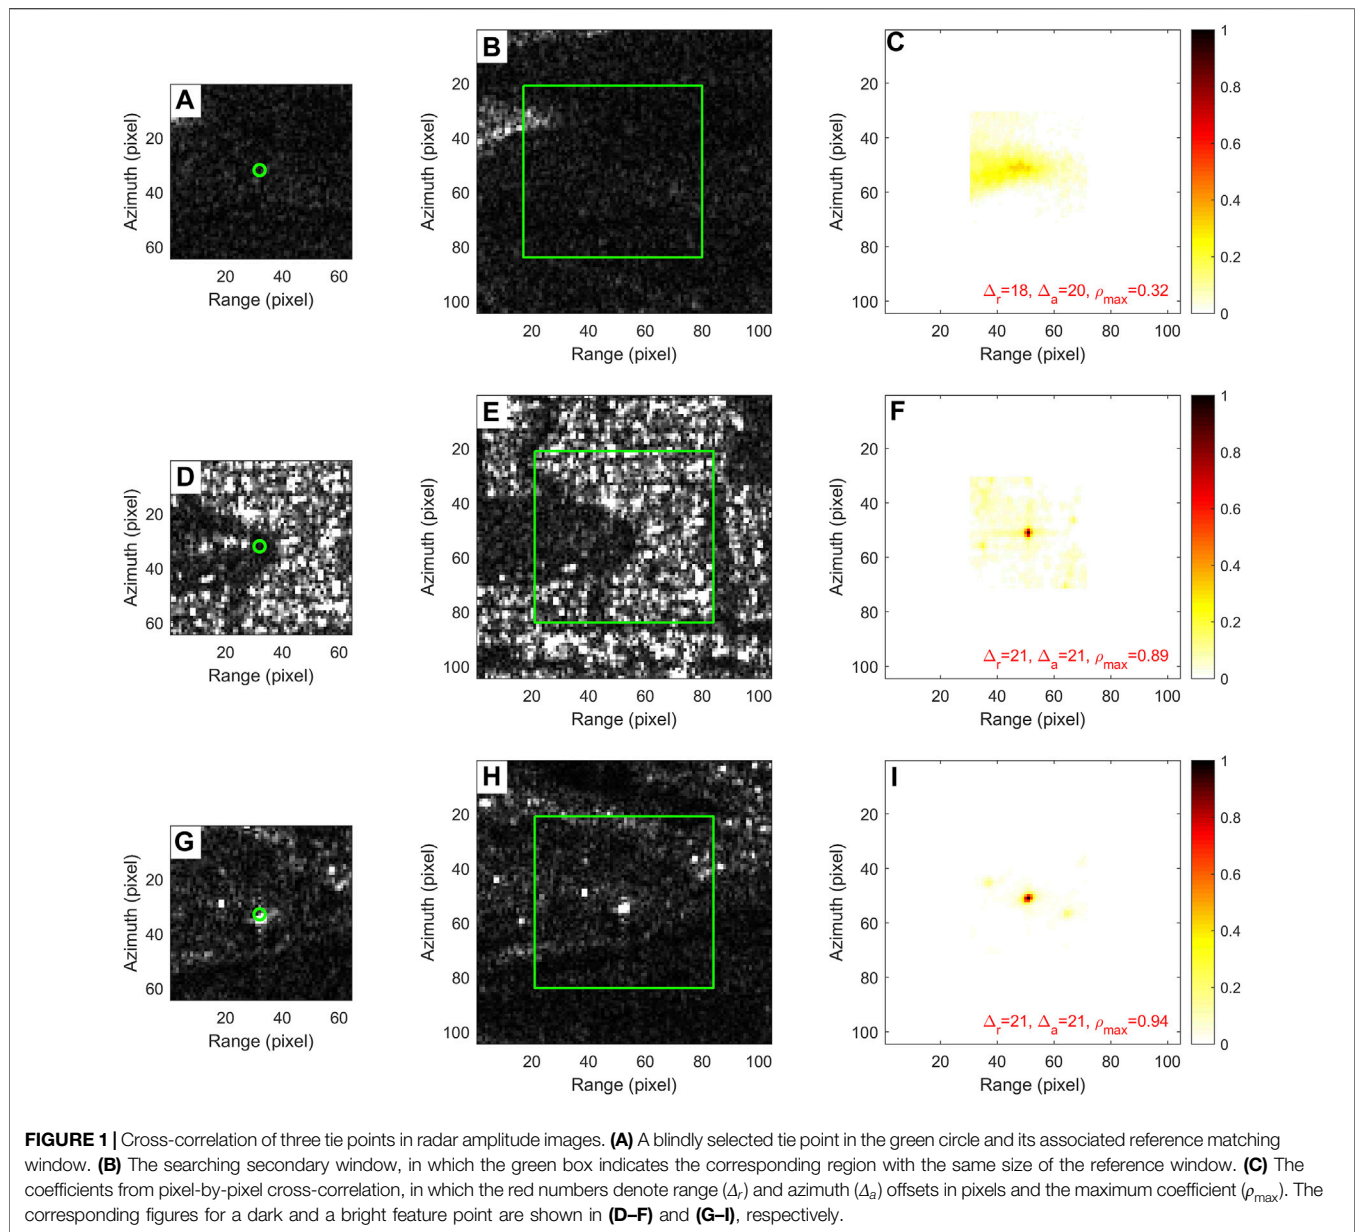 A
Azimuth (pixel)
20
40
60
20 40 60
Range (pixel)
B
Azimuth (pixel)
20
40
60
80
100
20 40 60 80 100
Range (pixel)
C
Azimuth (pixel)
20
40
60
80
100
20 40 60 80 100
Range (pixel)
Δr=18, Δa=20, ρmax=0.32
1
0.8
0.6
0.4
0.2
0
D
Azimuth (pixel)
20
40
60
20 40 60
Range (pixel)
E
Azimuth (pixel)
20
40
60
80
100
20 40 60 80 100
Range (pixel)
F
Azimuth (pixel)
20
40
60
80
100
20 40 60 80 100
Range (pixel)
Δr=21, Δa=21, ρmax=0.89
1
0.8
0.6
0.4
0.2
0
G
Azimuth (pixel)
20
40
60
20 40 60
Range (pixel)
H
Azimuth (pixel)
20
40
60
80
100
20 40 60 80 100
Range (pixel)
I
Azimuth (pixel)
20
40
60
80
100
20 40 60 80 100
Range (pixel)
Δr=21, Δa=21, ρmax=0.94
1
0.8
0.6
0.4
0.2
0
FIGURE 1 | Cross-correlation of three tie points in radar amplitude images. (A) A blindly selected tie point in the green circle and its associated reference matching
window. (B) The searching secondary window, in which the green box indicates the corresponding region with the same size of the reference window. (C) The
coefficients from pixel-by-pixel cross-correlation, in which the red numbers denote range (Δr) and azimuth (Δa) offsets in pixels and the maximum coefficient (ρmax). The
corresponding figures for a dark and a bright feature point are shown in (D–F) and (G–I), respectively.